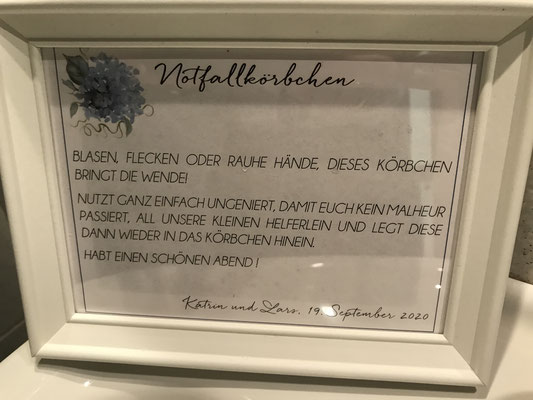 Notfallkörbchen
BLASEN, FLECKEN ODER RAUHE HÄNDE, DIESES KÖRBCHEN
BRINGT DIE WENDE!
NUTZT GANZ EINFACH UNGENIERT, DAMIT EUCH KEIN MALHEUR
PASSIERT, ALL UNSERE KLEINEN HELFERLEIN UND LEGT DIESE
DANN WIEDER IN DAS KÖRBCHEN HINEIN.
HABT EINEN SCHÖNEN ABEND !
Katrin und Lars, 19. September 2020